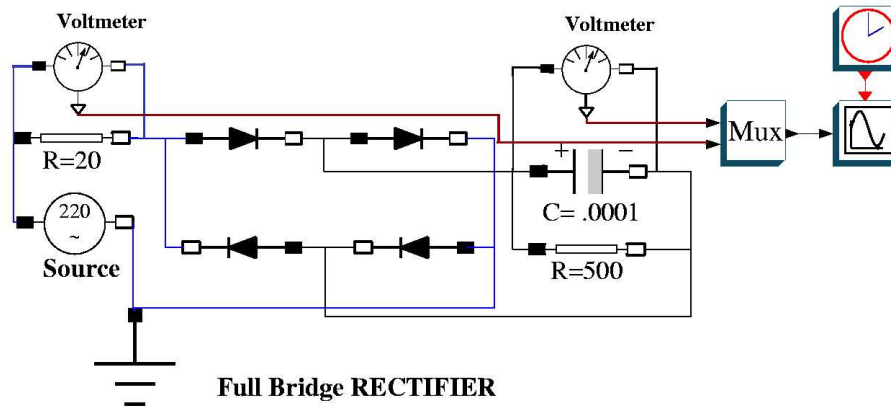 Voltmeter
Voltmeter
R=20
Mux
+ −
C= .0001
220
~
Source
R=500
Full Bridge RECTIFIER